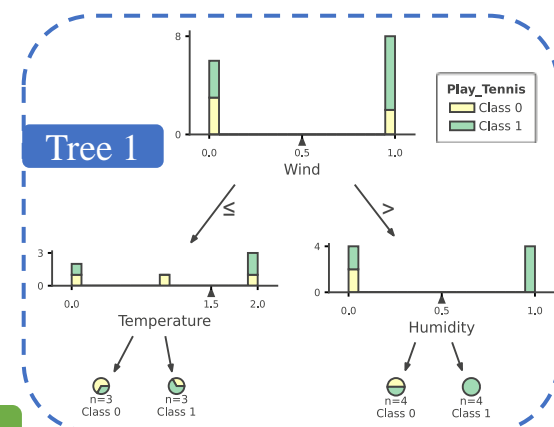 8
0
0.0 0.5 1.0
Wind
Play_Tennis
Class 0
Class 1
Tree 1
≤ >
3
0
0.0 1.5 2.0
Temperature
4
0
0.0 0.5 1.0
Humidity
n=3 n=3
Class 0 Class 1
n=4 n=4
Class 0 Class 1